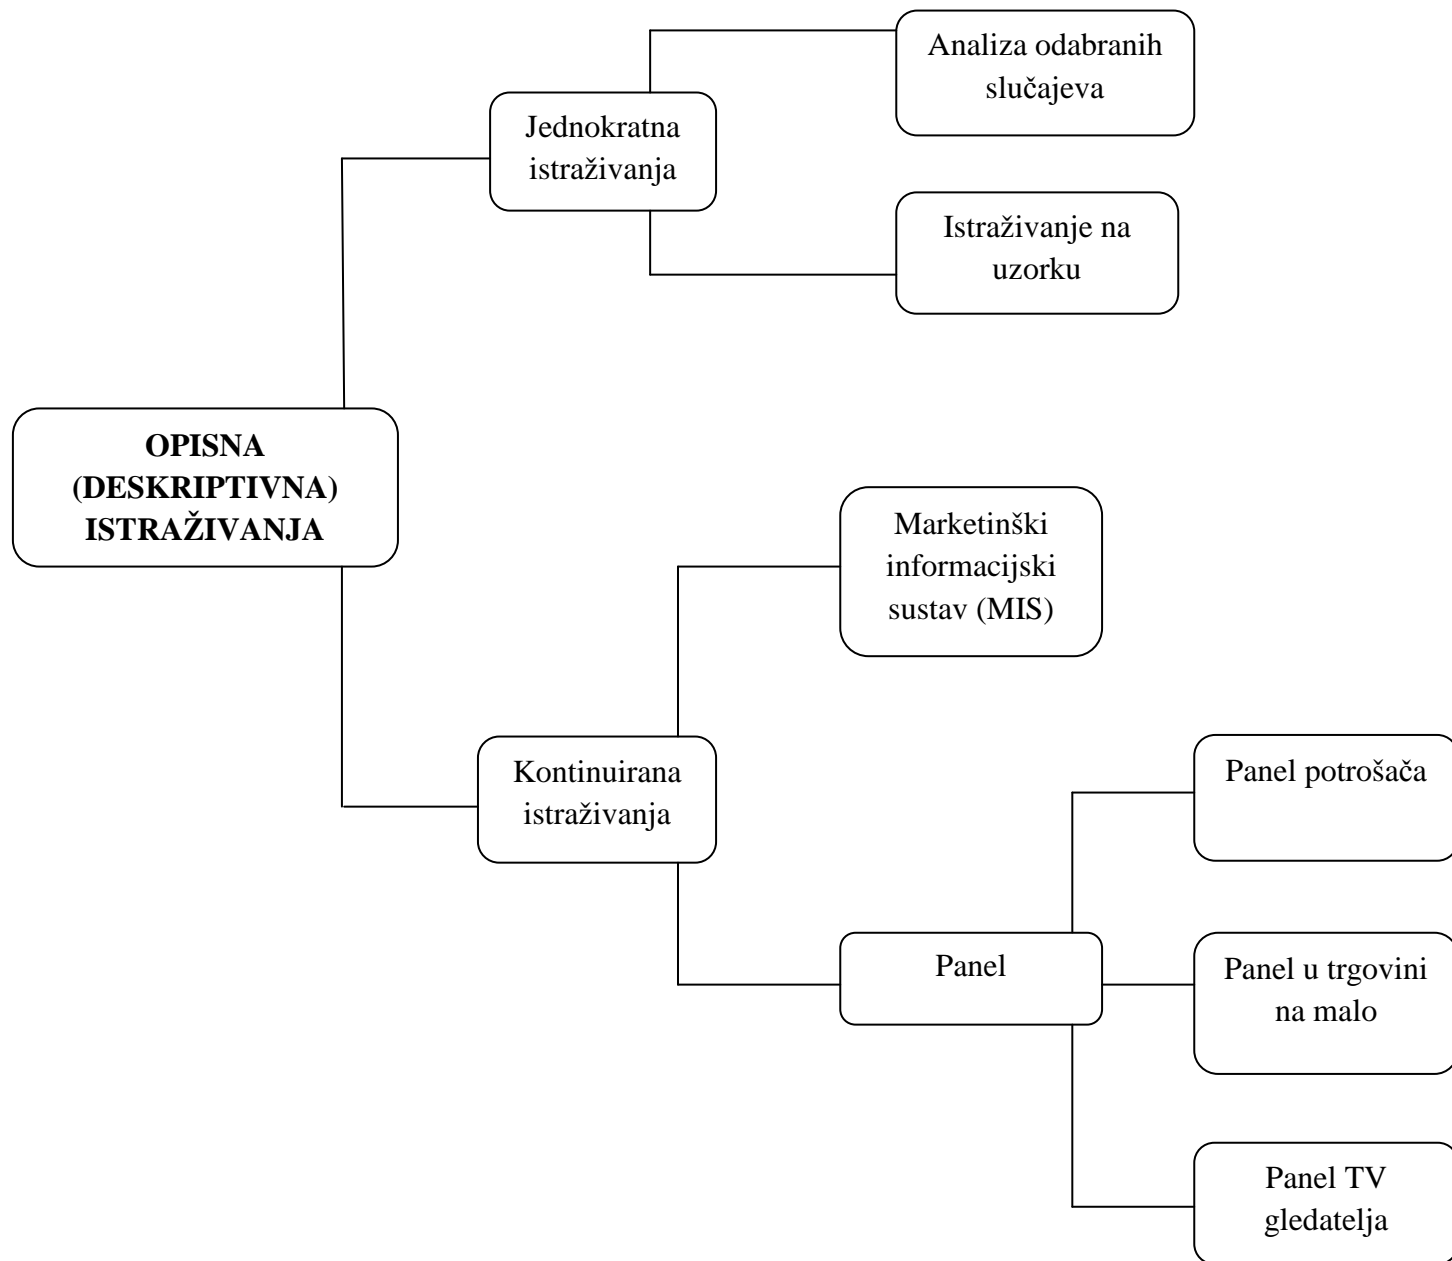 Analiza odabranih
slučajeva
Jednokratna
istraživanja
Istraživanje na
uzorku
OPISNA
(DESKRIPTIVNA)
ISTRAŽIVANJA
Marketinški
informacijski
sustav (MIS)
Kontinuirana
istraživanja
Panel potrošača
Panel
Panel u trgovini
na malo
Panel TV
gledatelja